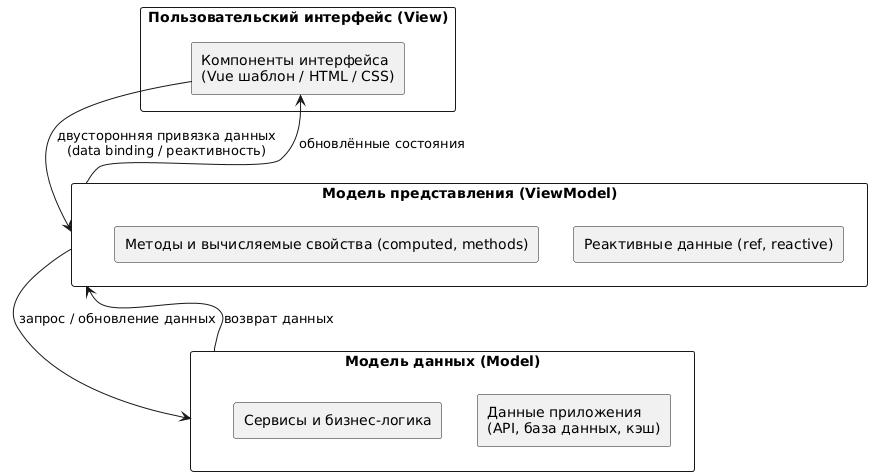 Пользовательский интерфейс (View)
Компоненты интерфейса
(Vue шаблон / HTML / CSS)
двусторонняя привязка данных
(data binding / реактивность)
обновлённые состояния
Модель представления (ViewModel)
Методы и вычисляемые свойства (computed, methods)
Реактивные данные (ref, reactive)
запрос / обновление данных
возврат данных
Модель данных (Model)
Сервисы и бизнес-логика
Данные приложения
(API, база данных, кэш)